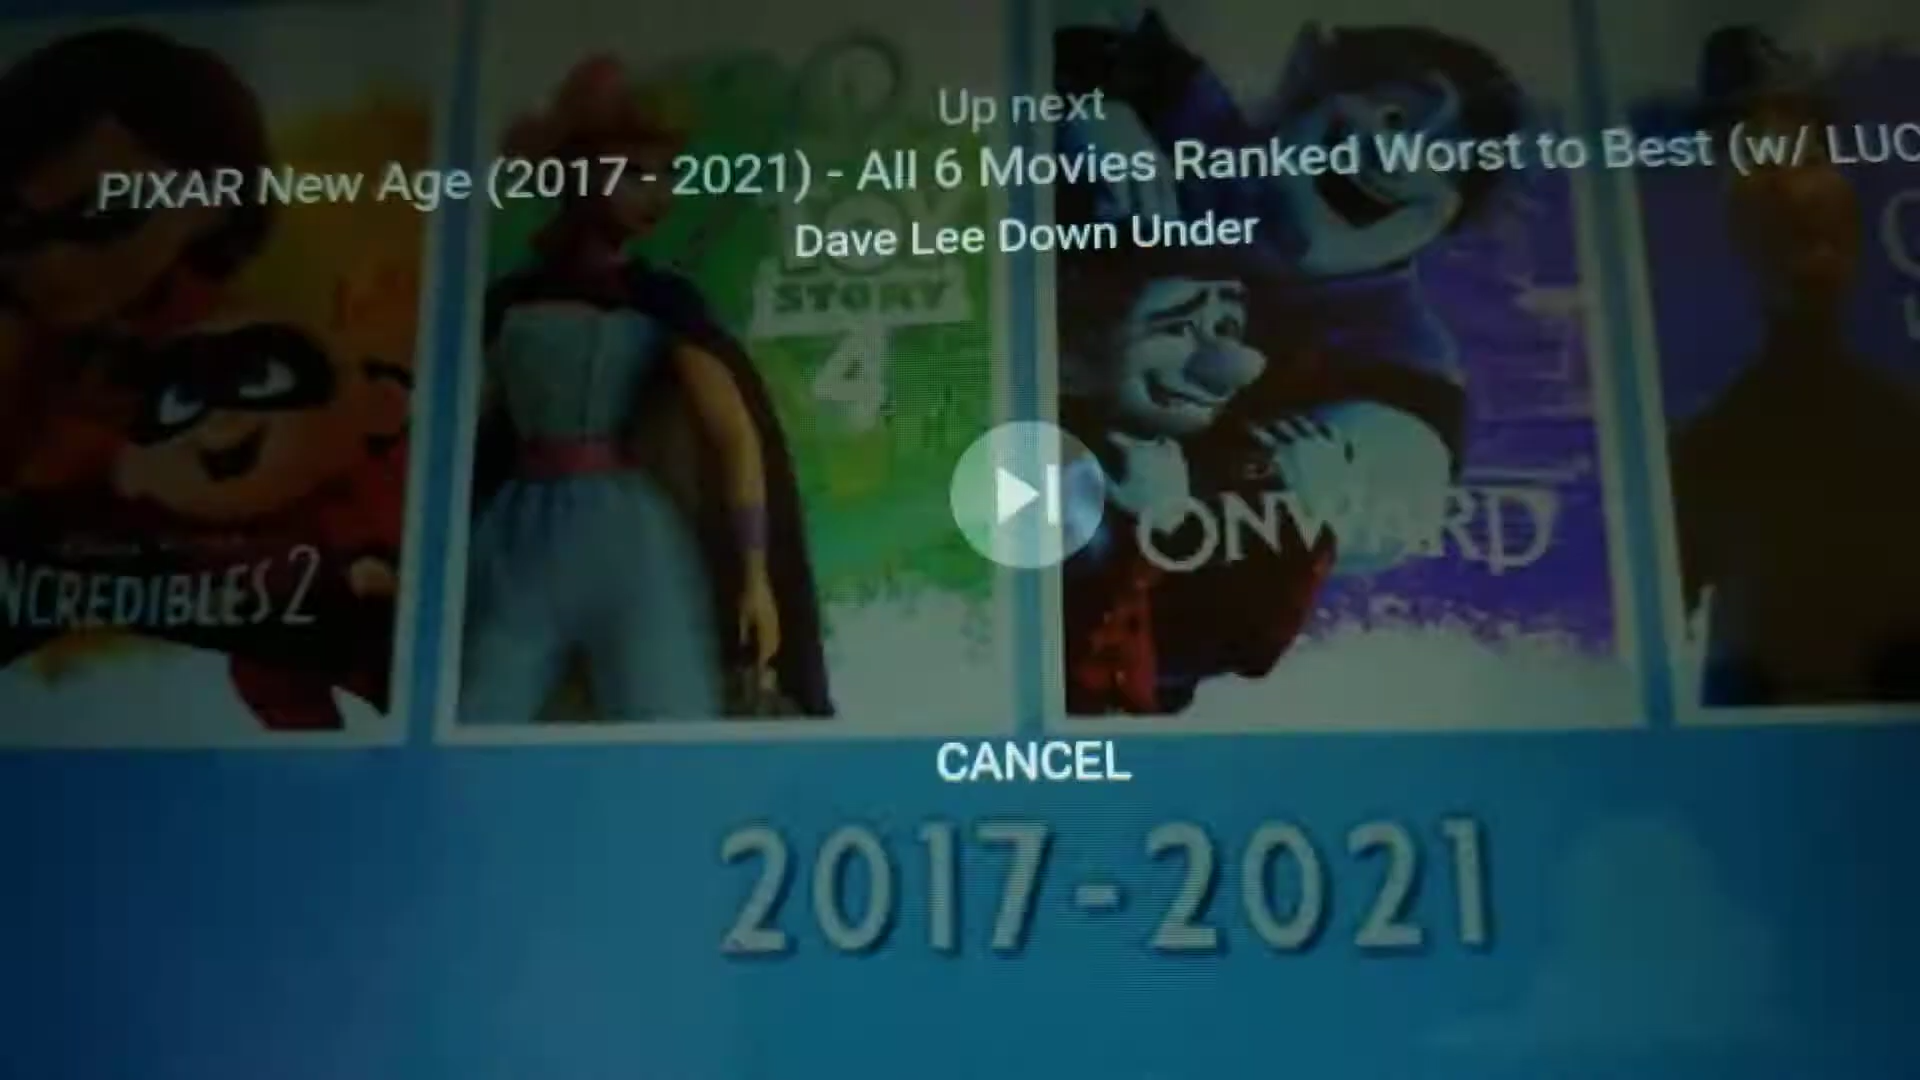 Up next
PIXAR New Age (2017 - 2021) - All 6 Movies Ranked Worst to Best (w/ LUC
Dave Lee Down Under
STORY
4
ONWARD
NCREDIBLES 2
CANCEL
2017-2021